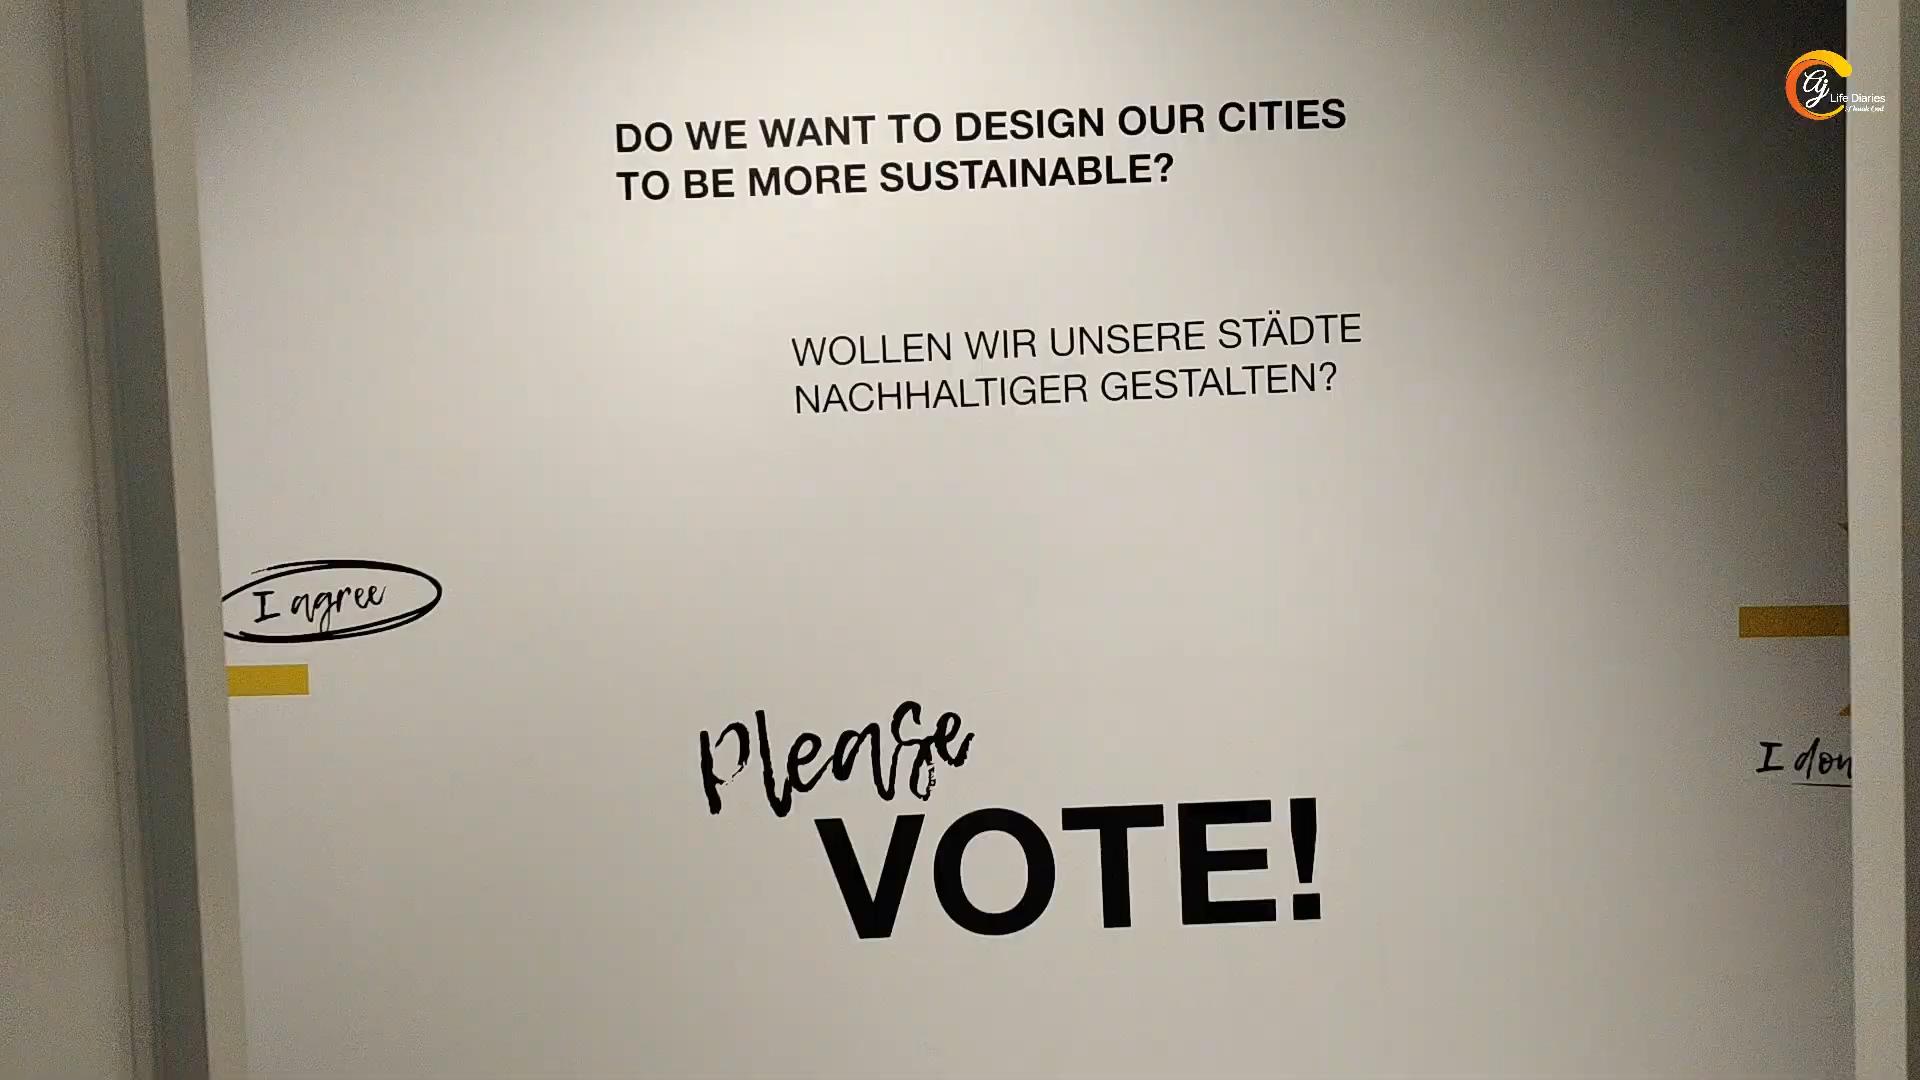 DO WE WANT TO DESIGN OUR CITIES
TO BE MORE SUSTAINABLE?
WOLLEN WIR UNSERE STÄDTE
NACHHALTIGER GESTALTEN?
I agree
I don
Please
VOTE!
Life Diaries